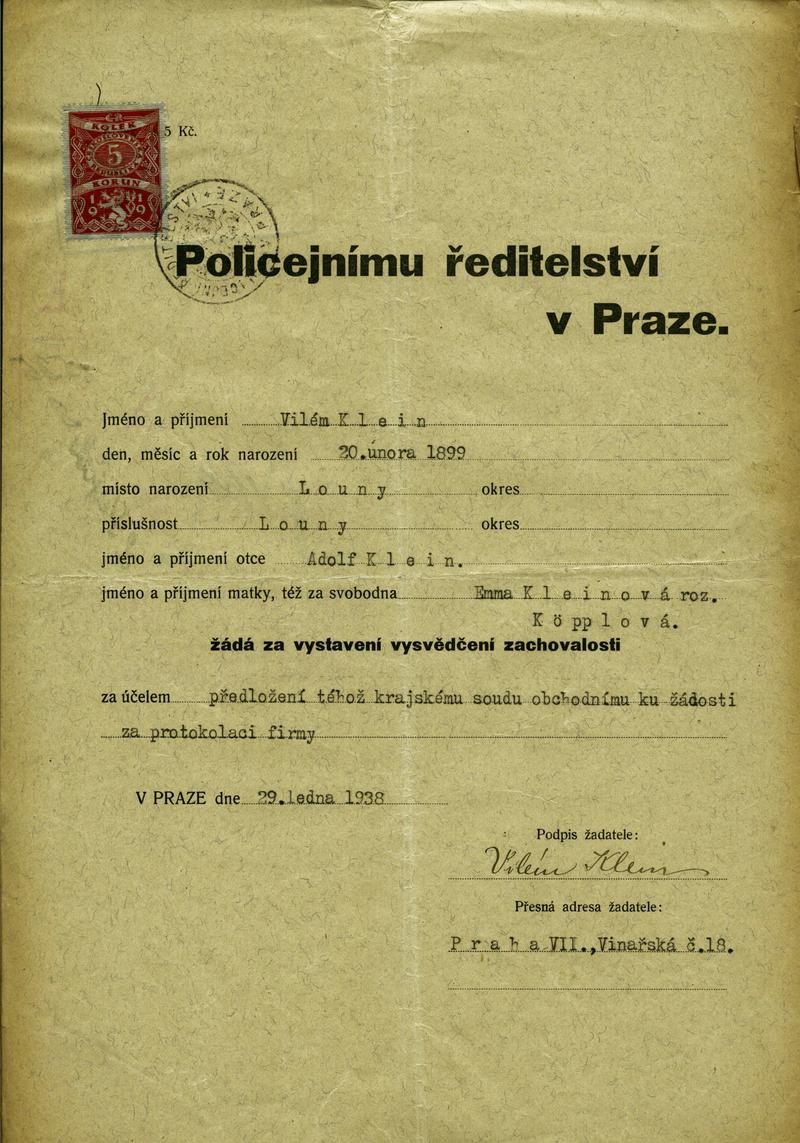 5 Kč.
KOLEK
5
KORUN
1919
Policejnímu ředitelství
v Praze.
Jméno a příjmení Vilém K l e i n
den, měsíc a rok narození 20.února 1899
místo narození L o u n y okres
příslušnost L o u n y okres
jméno a příjmení otce Adolf K l e i n.
jméno a příjmení matky, též za svobodna Emma K l e i n o v á roz.
K ö pp l o v á.
žádá za vystavení vysvědčení zachovalosti
za účelem předložení téhož krajskému soudu obchodnímu ku žádosti
za protokolaci firmy
V PRAZE dne 29.ledna 1938
Podpis žadatele:
Vilém Klein
Přesná adresa žadatele:
P r a h a VII.,Vinařská č.18.